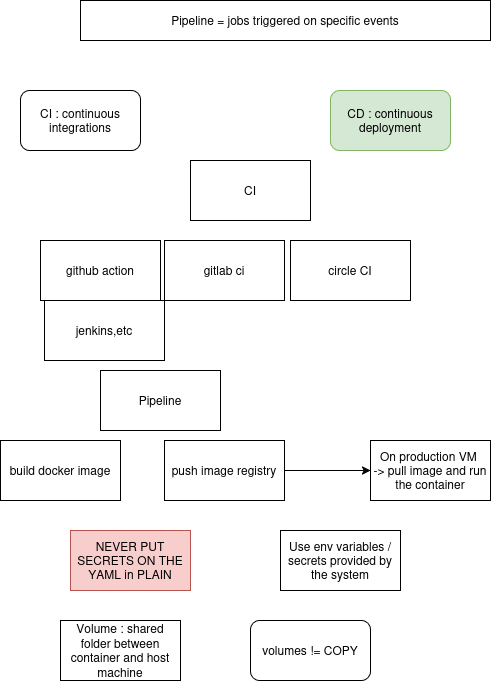 Pipeline = jobs triggered on specific events
CI : continuous
integrations
CD : continuous
deployment
CI
github action
gitlab ci
circle CI
jenkins,etc
Pipeline
build docker image
push image registry
On production VM
-> pull image and run
the container
NEVER PUT
SECRETS ON THE
YAML in PLAIN
Use env variables /
secrets provided by
the system
Volume : shared
folder between
container and host
machine
volumes != COPY